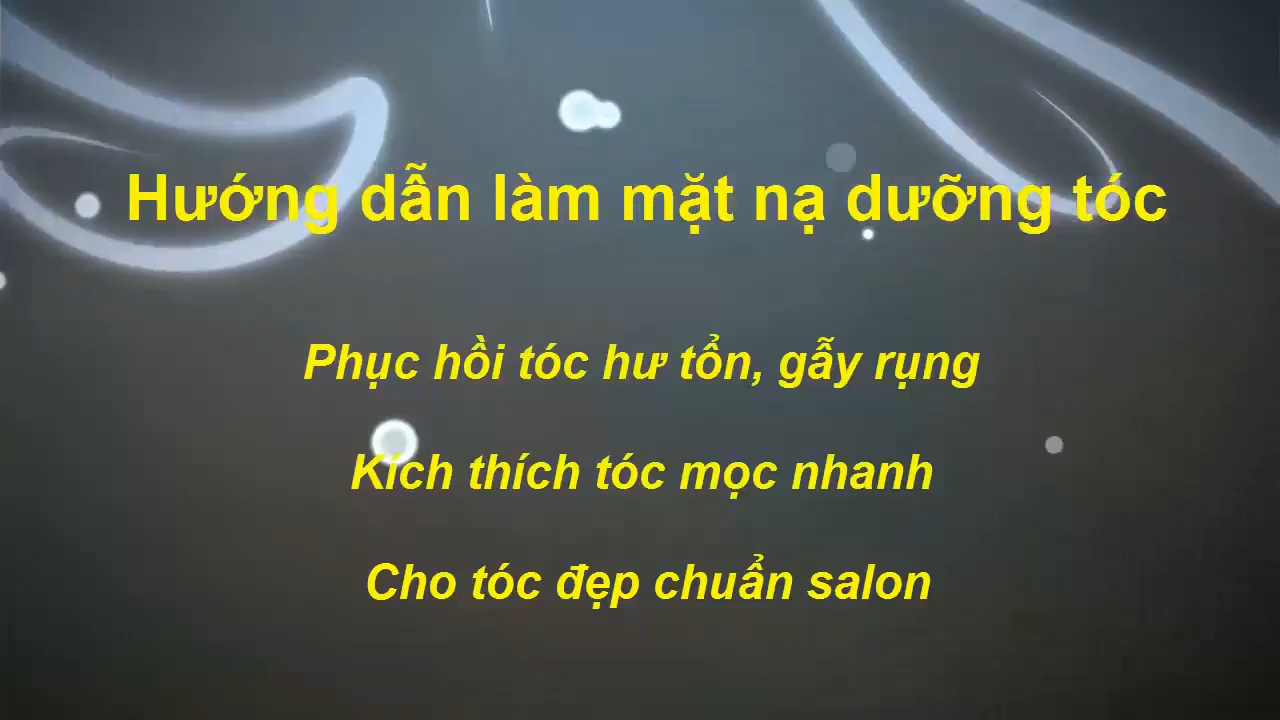 Hướng dẫn làm mặt nạ dưỡng tóc
Phục hồi tóc hư tổn, gẫy rụng
Kích thích tóc mọc nhanh
Cho tóc đẹp chuẩn salon